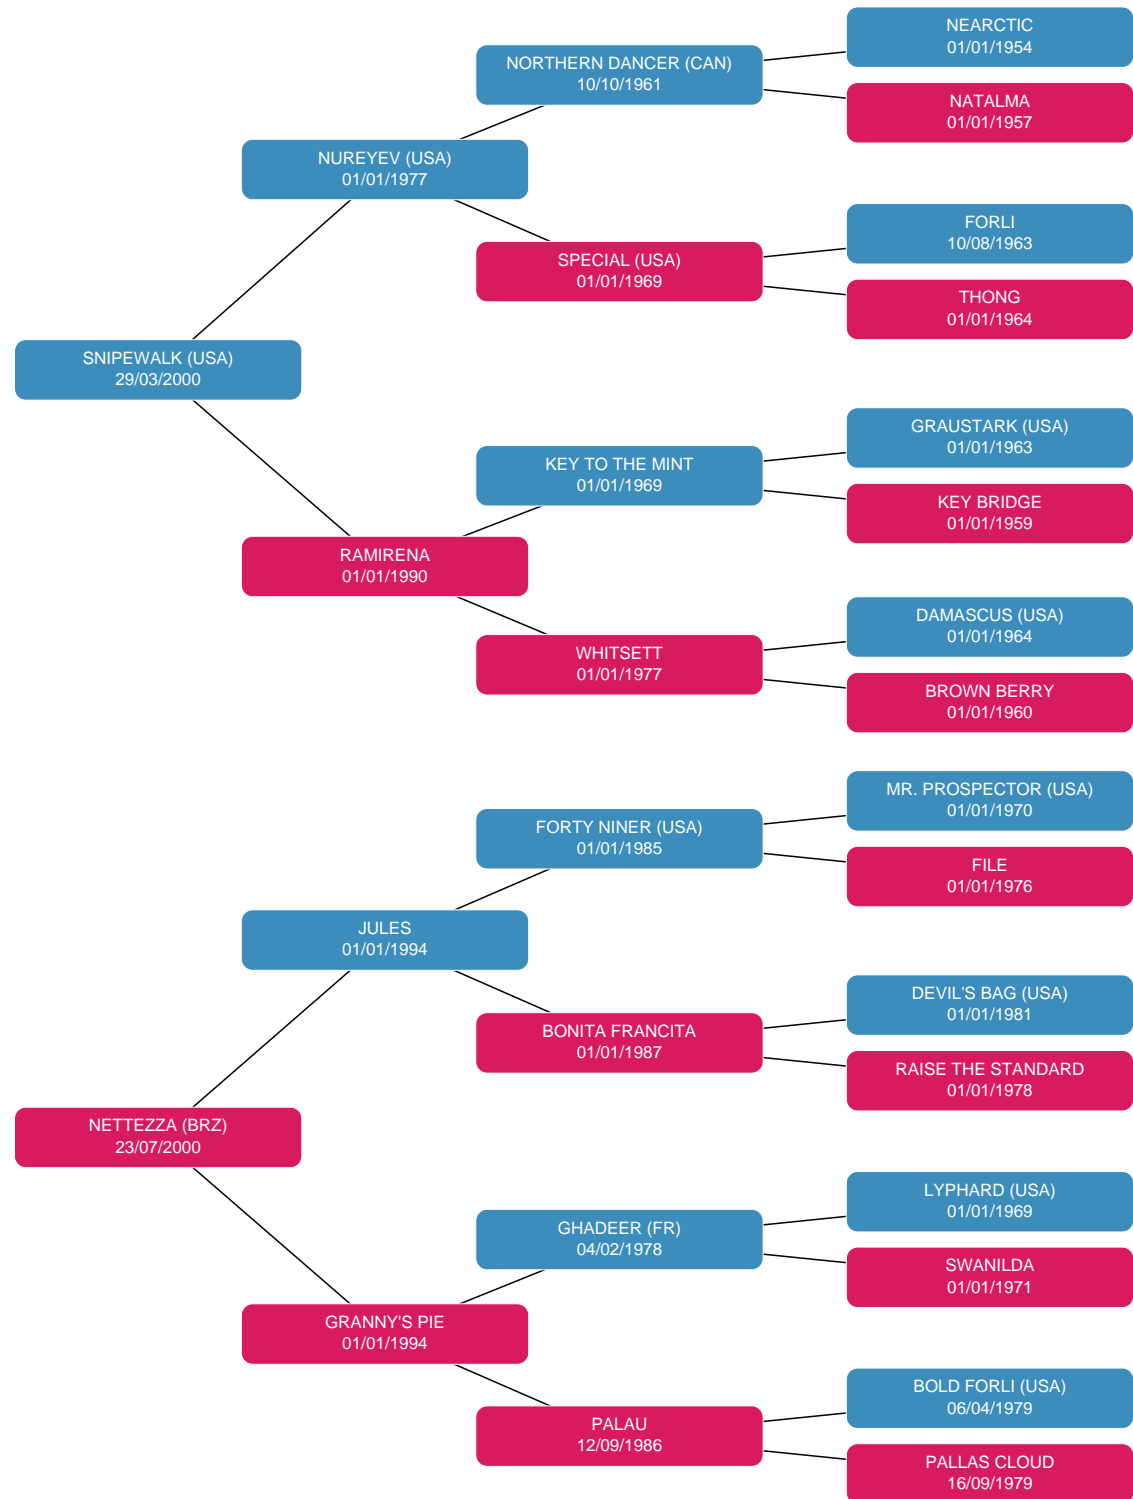 NEARCTIC
01/01/1954
NORTHERN DANCER (CAN)
10/10/1961
NATALMA
01/01/1957
NUREYEV (USA)
01/01/1977
FORLI
10/08/1963
SPECIAL (USA)
01/01/1969
THONG
01/01/1964
SNIPEWALK (USA)
29/03/2000
GRAUSTARK (USA)
01/01/1963
KEY TO THE MINT
01/01/1969
KEY BRIDGE
01/01/1959
RAMIRENA
01/01/1990
DAMASCUS (USA)
01/01/1964
WHITSETT
01/01/1977
BROWN BERRY
01/01/1960
MR. PROSPECTOR (USA)
01/01/1970
FORTY NINER (USA)
01/01/1985
FILE
01/01/1976
JULES
01/01/1994
DEVIL'S BAG (USA)
01/01/1981
BONITA FRANCITA
01/01/1987
RAISE THE STANDARD
01/01/1978
NETTEZZA (BRZ)
23/07/2000
LYPHARD (USA)
01/01/1969
GHADEER (FR)
04/02/1978
SWANILDA
01/01/1971
GRANNY'S PIE
01/01/1994
BOLD FORLI (USA)
06/04/1979
PALAU
12/09/1986
PALLAS CLOUD
16/09/1979